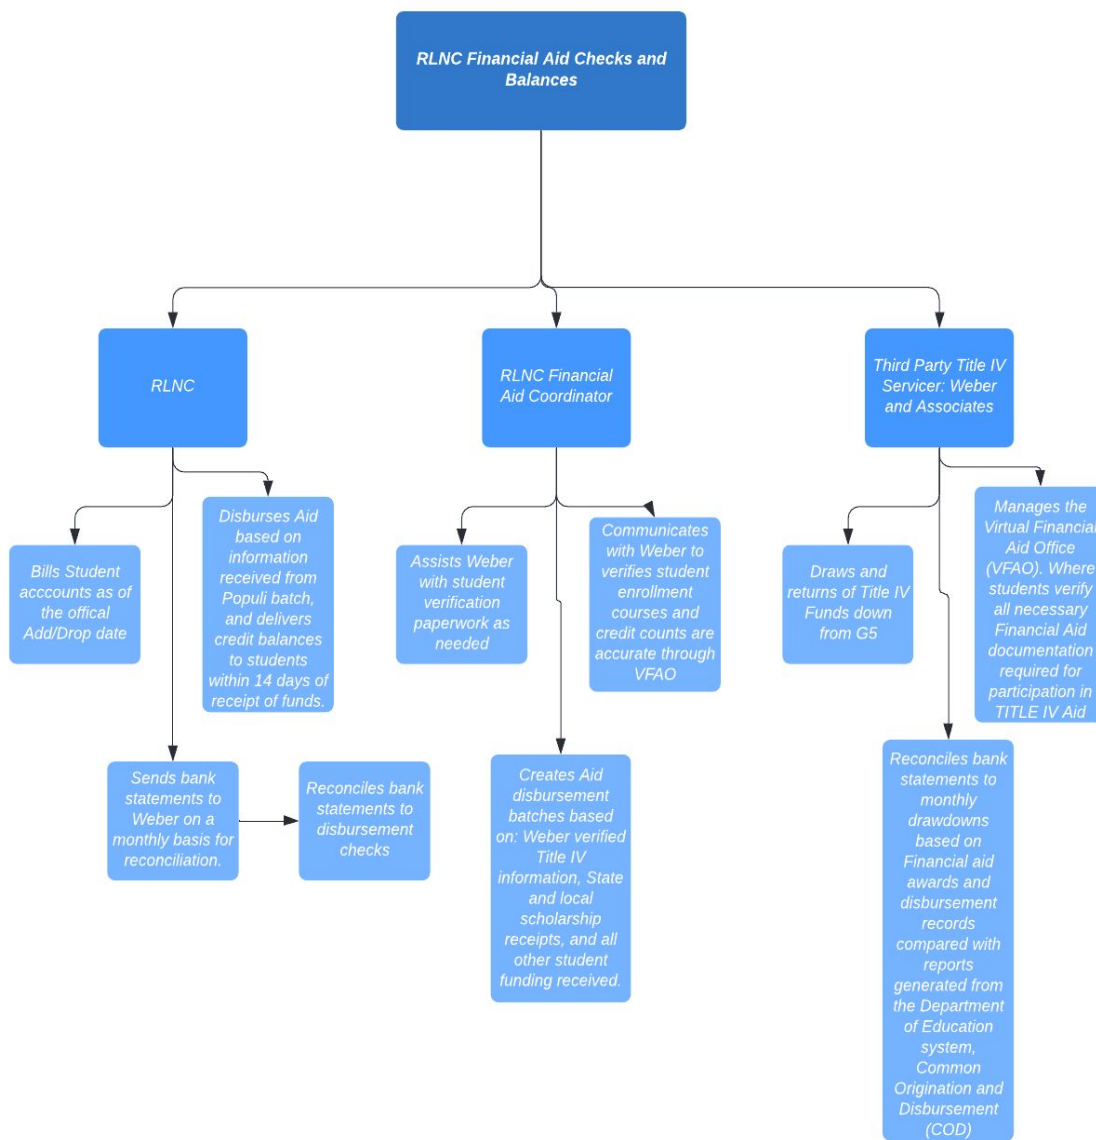 RLNC Financial Aid Checks and
Balances
RLNC
RLNC Financial
Aid Coordinator
Third Party Title IV
Servicer: Weber
and Associates
Bills Student
acccounts as of
the offical
Add/Drop date
Disburses Aid
based on
information
received from
Populi batch,
and delivers
credit balances
to students
within 14 days of
receipt of funds.
Sends bank
statements to
Weber on a
monthly basis for
reconciliation.
Reconciles bank
statements to
disbursement
checks
Assists Weber
with student
verification
paperwork as
needed
Communicates
with Weber to
verifies student
enrollment
courses and
credit counts are
accurate through
VFAO
Creates Aid
disbursement
batches based
on: Weber verified
Title IV
information, State
and local
scholarship
receipts, and all
other student
funding received.
Draws and
returns of Title IV
Funds down
from G5
Manages the
Virtual Financial
Aid Office
(VFAO). Where
students verify
all necessary
Financial Aid
documentation
required for
participation in
TITLE IV Aid
Reconciles bank
statements to
monthly
drawdowns
based on
Financial aid
awards and
disbursement
records
compared with
reports
generated from
the Department
of Education
system,
Common
Origination and
Disbursement
(COD)